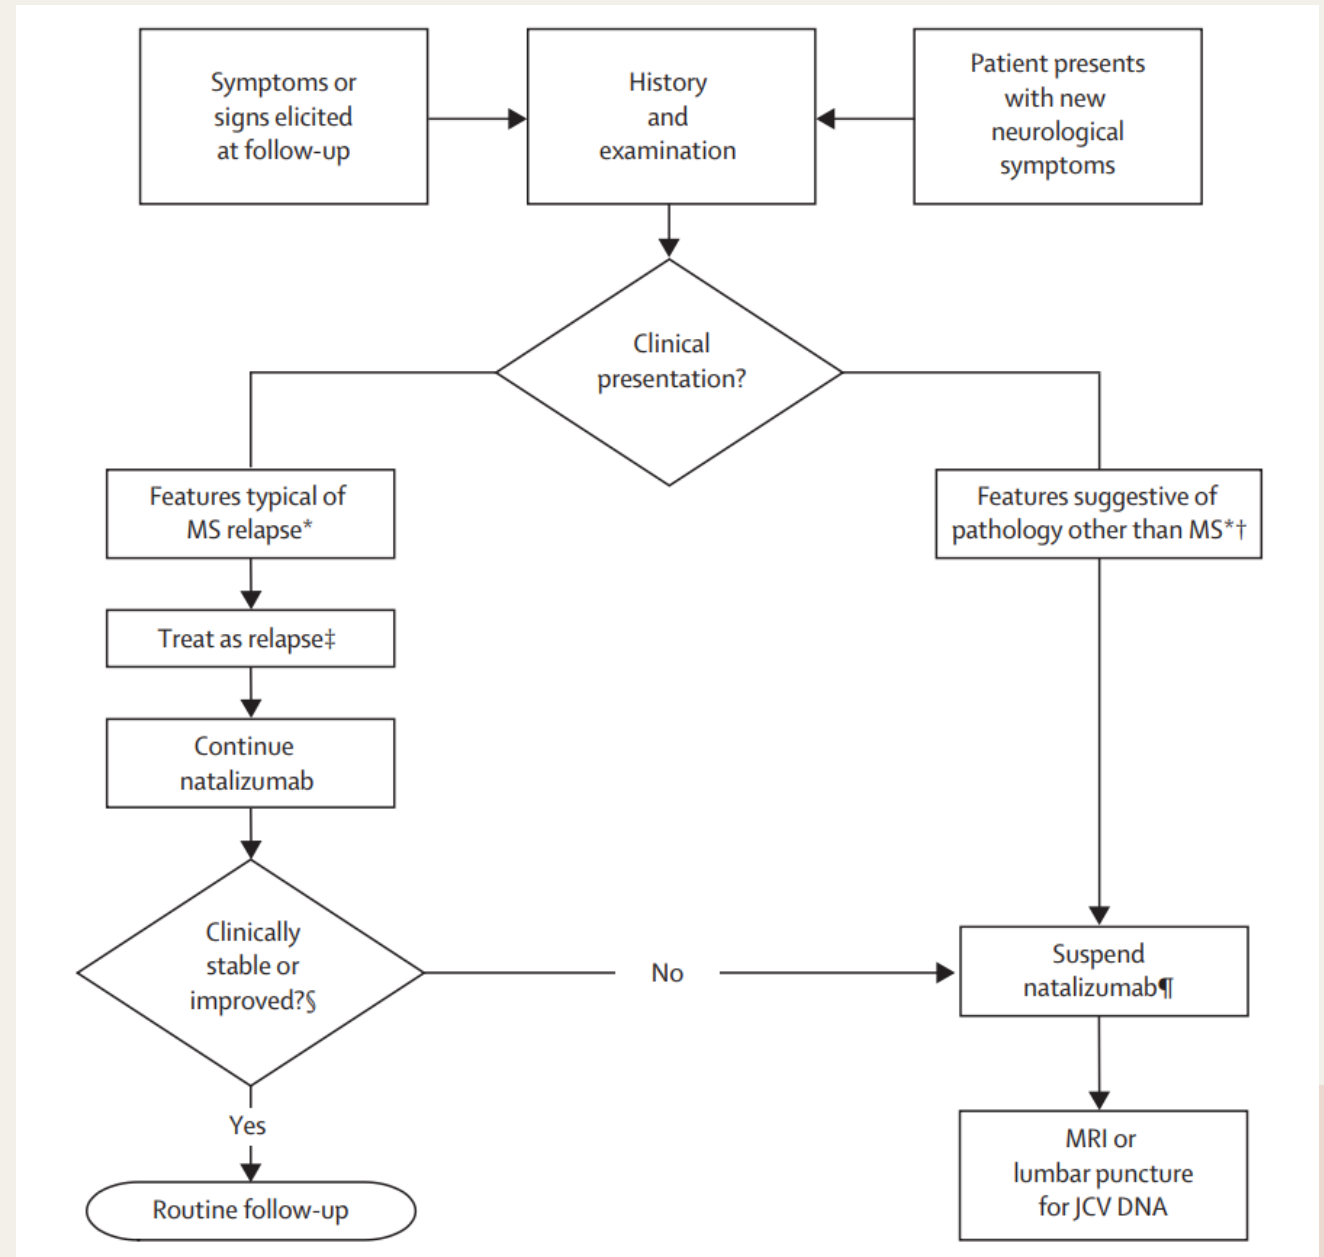 Symptoms or
signs elicited
at follow-up
History
and
examination
Patient presents
with new
neurological
symptoms
Clinical
presentation?
Features typical of
MS relapse*
Features suggestive of
pathology other than MS*†
Treat as relapse‡
Continue
natalizumab
Clinically
stable or
improved?§
No
Suspend
natalizumab¶
Yes
MRI or
lumbar puncture
for JCV DNA
Routine follow-up